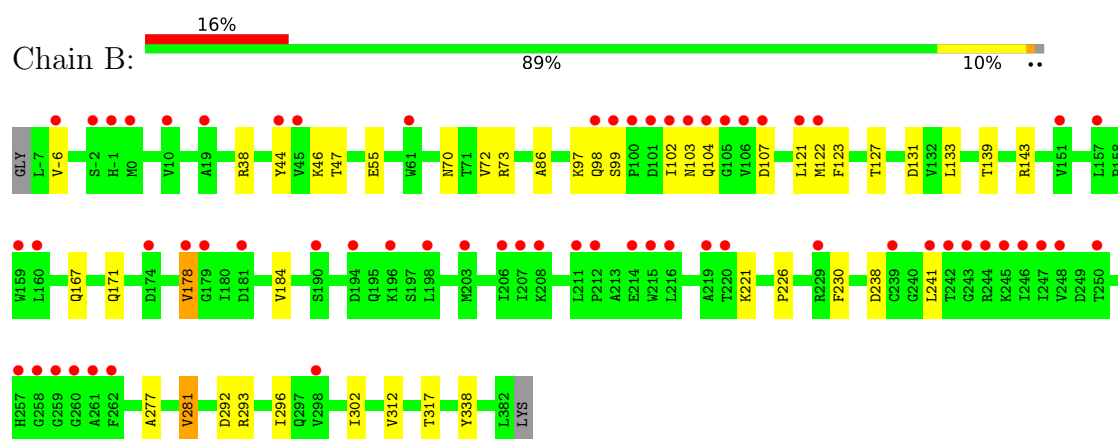 16%
Chain B:
89% 10% ••
GLY L-7 V-6 S-2 H-1 M0 V10 A19 R38 Y44 V45 K46 T47 E55 W61 N70 T71 V72 R73 A86 K97 Q98 S99 P100 D101 I102 N103 Q104 G105 V106 D107 L121 M122 F123 T127 D131 V132 L133 T139 R143 V151 L157 P158
W159 L160 Q167 Q171 D174 V178 G179 I180 D181 V184 S190 D194 Q195 K196 S197 L198 M203 I206 I207 K208 L211 P212 A213 E214 W215 L216 A219 T220 K221 P226 R229 F230 D238 C239 G240 L241 T242 G243 R244 K245 I246 I247 V248 D249 T250
H257 G258 G259 G260 A261 F262 A277 V281 D292 R293 I296 Q297 V298 I302 V312 T317 Y338 L382 LYS